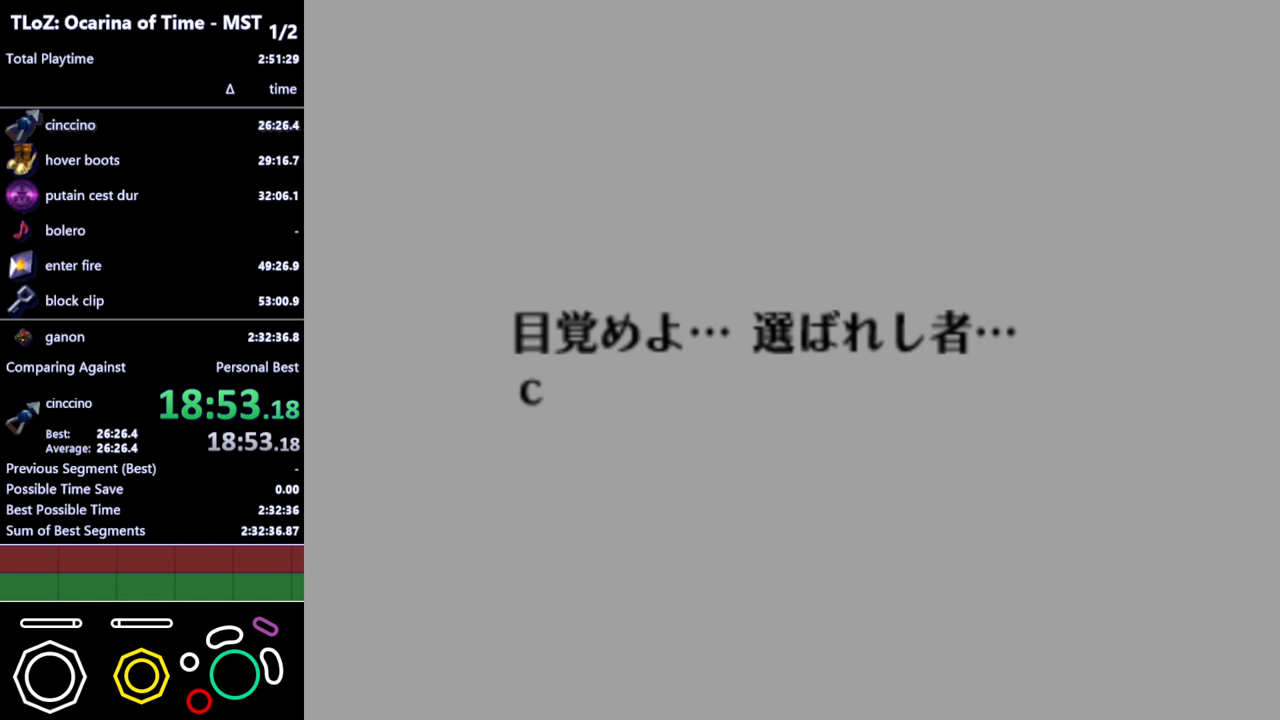 TLoZ: Ocarina of Time - MST 1/2
Total Playtime 2:51:29
Δ time
cinccino 26:26.4
hover boots 29:16.7
putain cest dur 32:06.1
bolero -
enter fire 49:26.9
block clip 53:00.9
ganon 2:32:36.8
Comparing Against Personal Best
cinccino 18:53.18
Best: 26:26.4 18:53.18
Average: 26:26.4
Previous Segment (Best) -
Possible Time Save 0.00
Best Possible Time 2:32:36
Sum of Best Segments 2:32:36.87
目覚めよ… 選ばれし者…
c